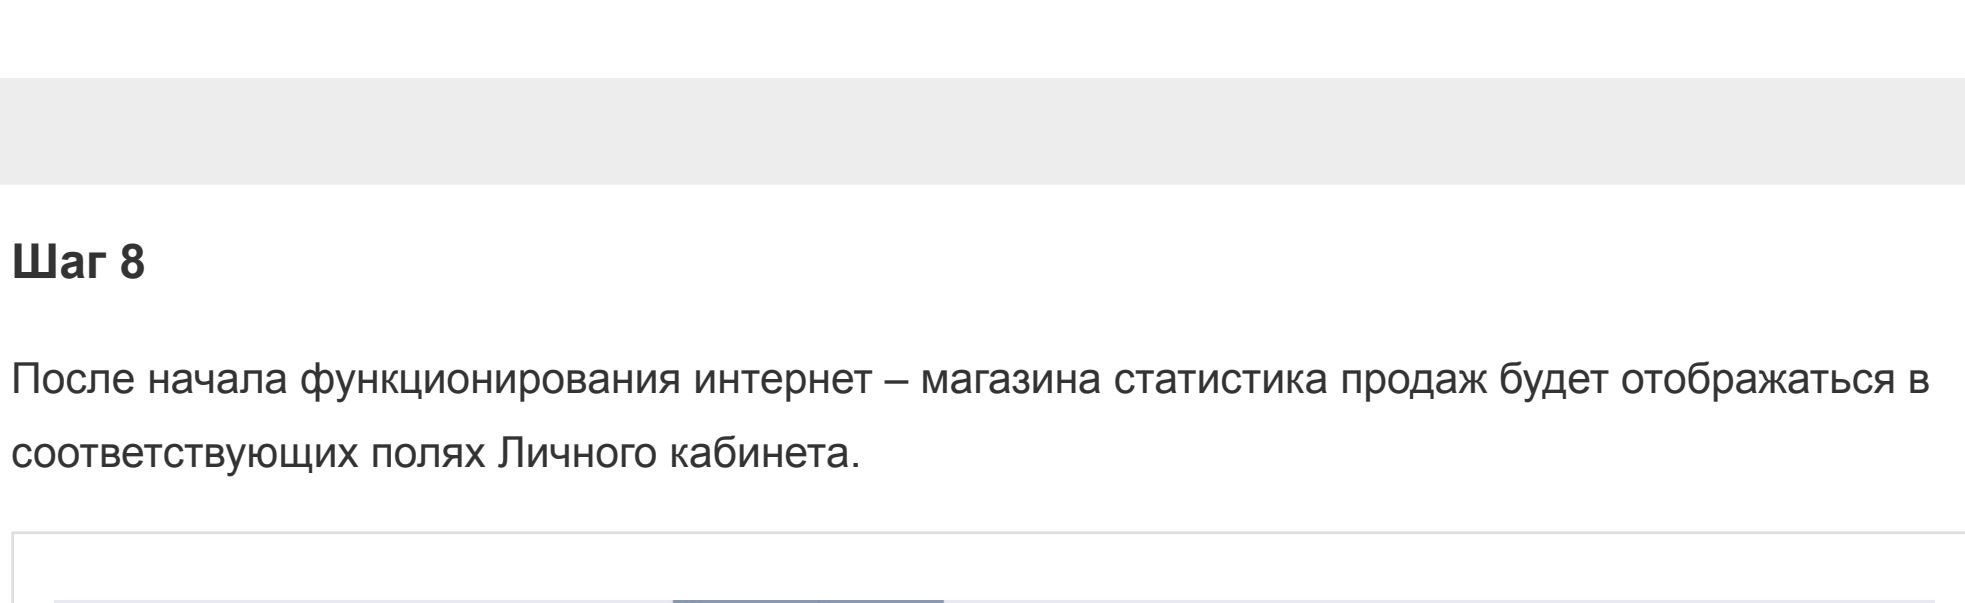 Шаг 8
После начала функционирования интернет – магазина статистика продаж будет отображаться в
соответствующих полях Личного кабинета.